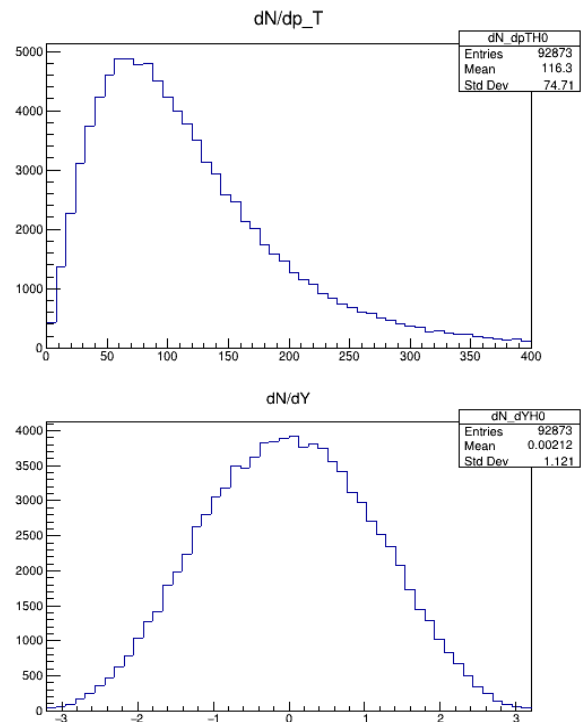 dN/dp_T
dN_dpTH0
Entries 92873
Mean 116.3
Std Dev 74.71
5000
4000
3000
2000
1000
0
0 50 100 150 200 250 300 350 400
dN/dY
dN_dYH0
Entries 92873
Mean 0.00212
Std Dev 1.121
4000
3500
3000
2500
2000
1500
1000
500
0
−3 −2 −1 0 1 2 3